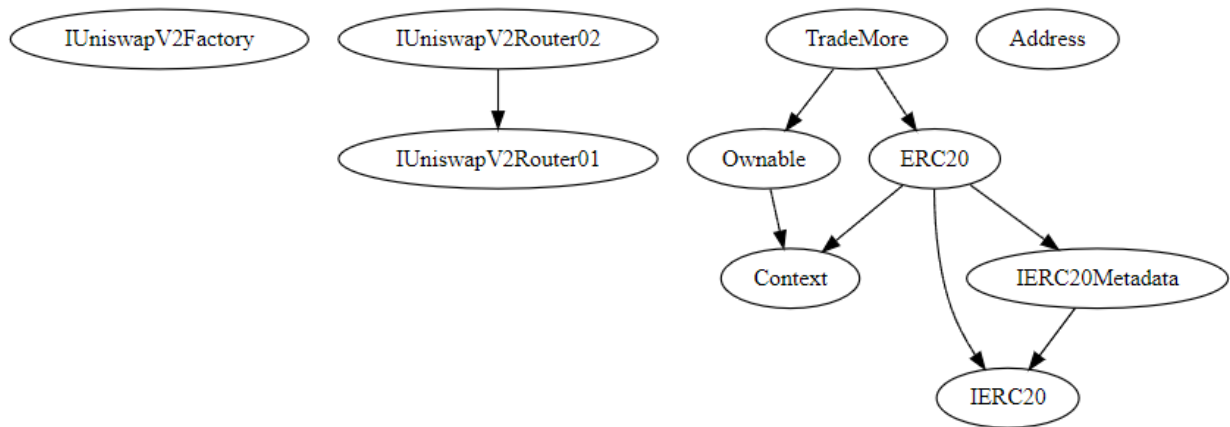 IUniswapV2Factory
IUniswapV2Router02
TradeMore
Address
IUniswapV2Router01
Ownable
ERC20
Context
IERC20Metadata
IERC20